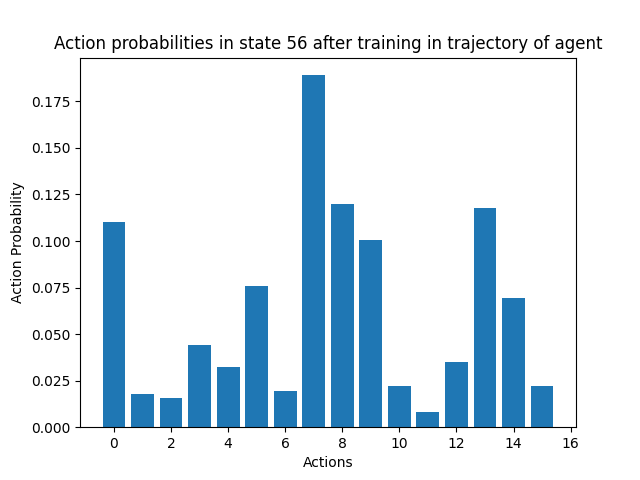 Action probabilities in state 56 after training in trajectory of agent
0.175
0.150
0.125
0.100
0.075
0.050
0.025
0.000
Action Probability
0 2 4 6 8 10 12 14 16
Actions